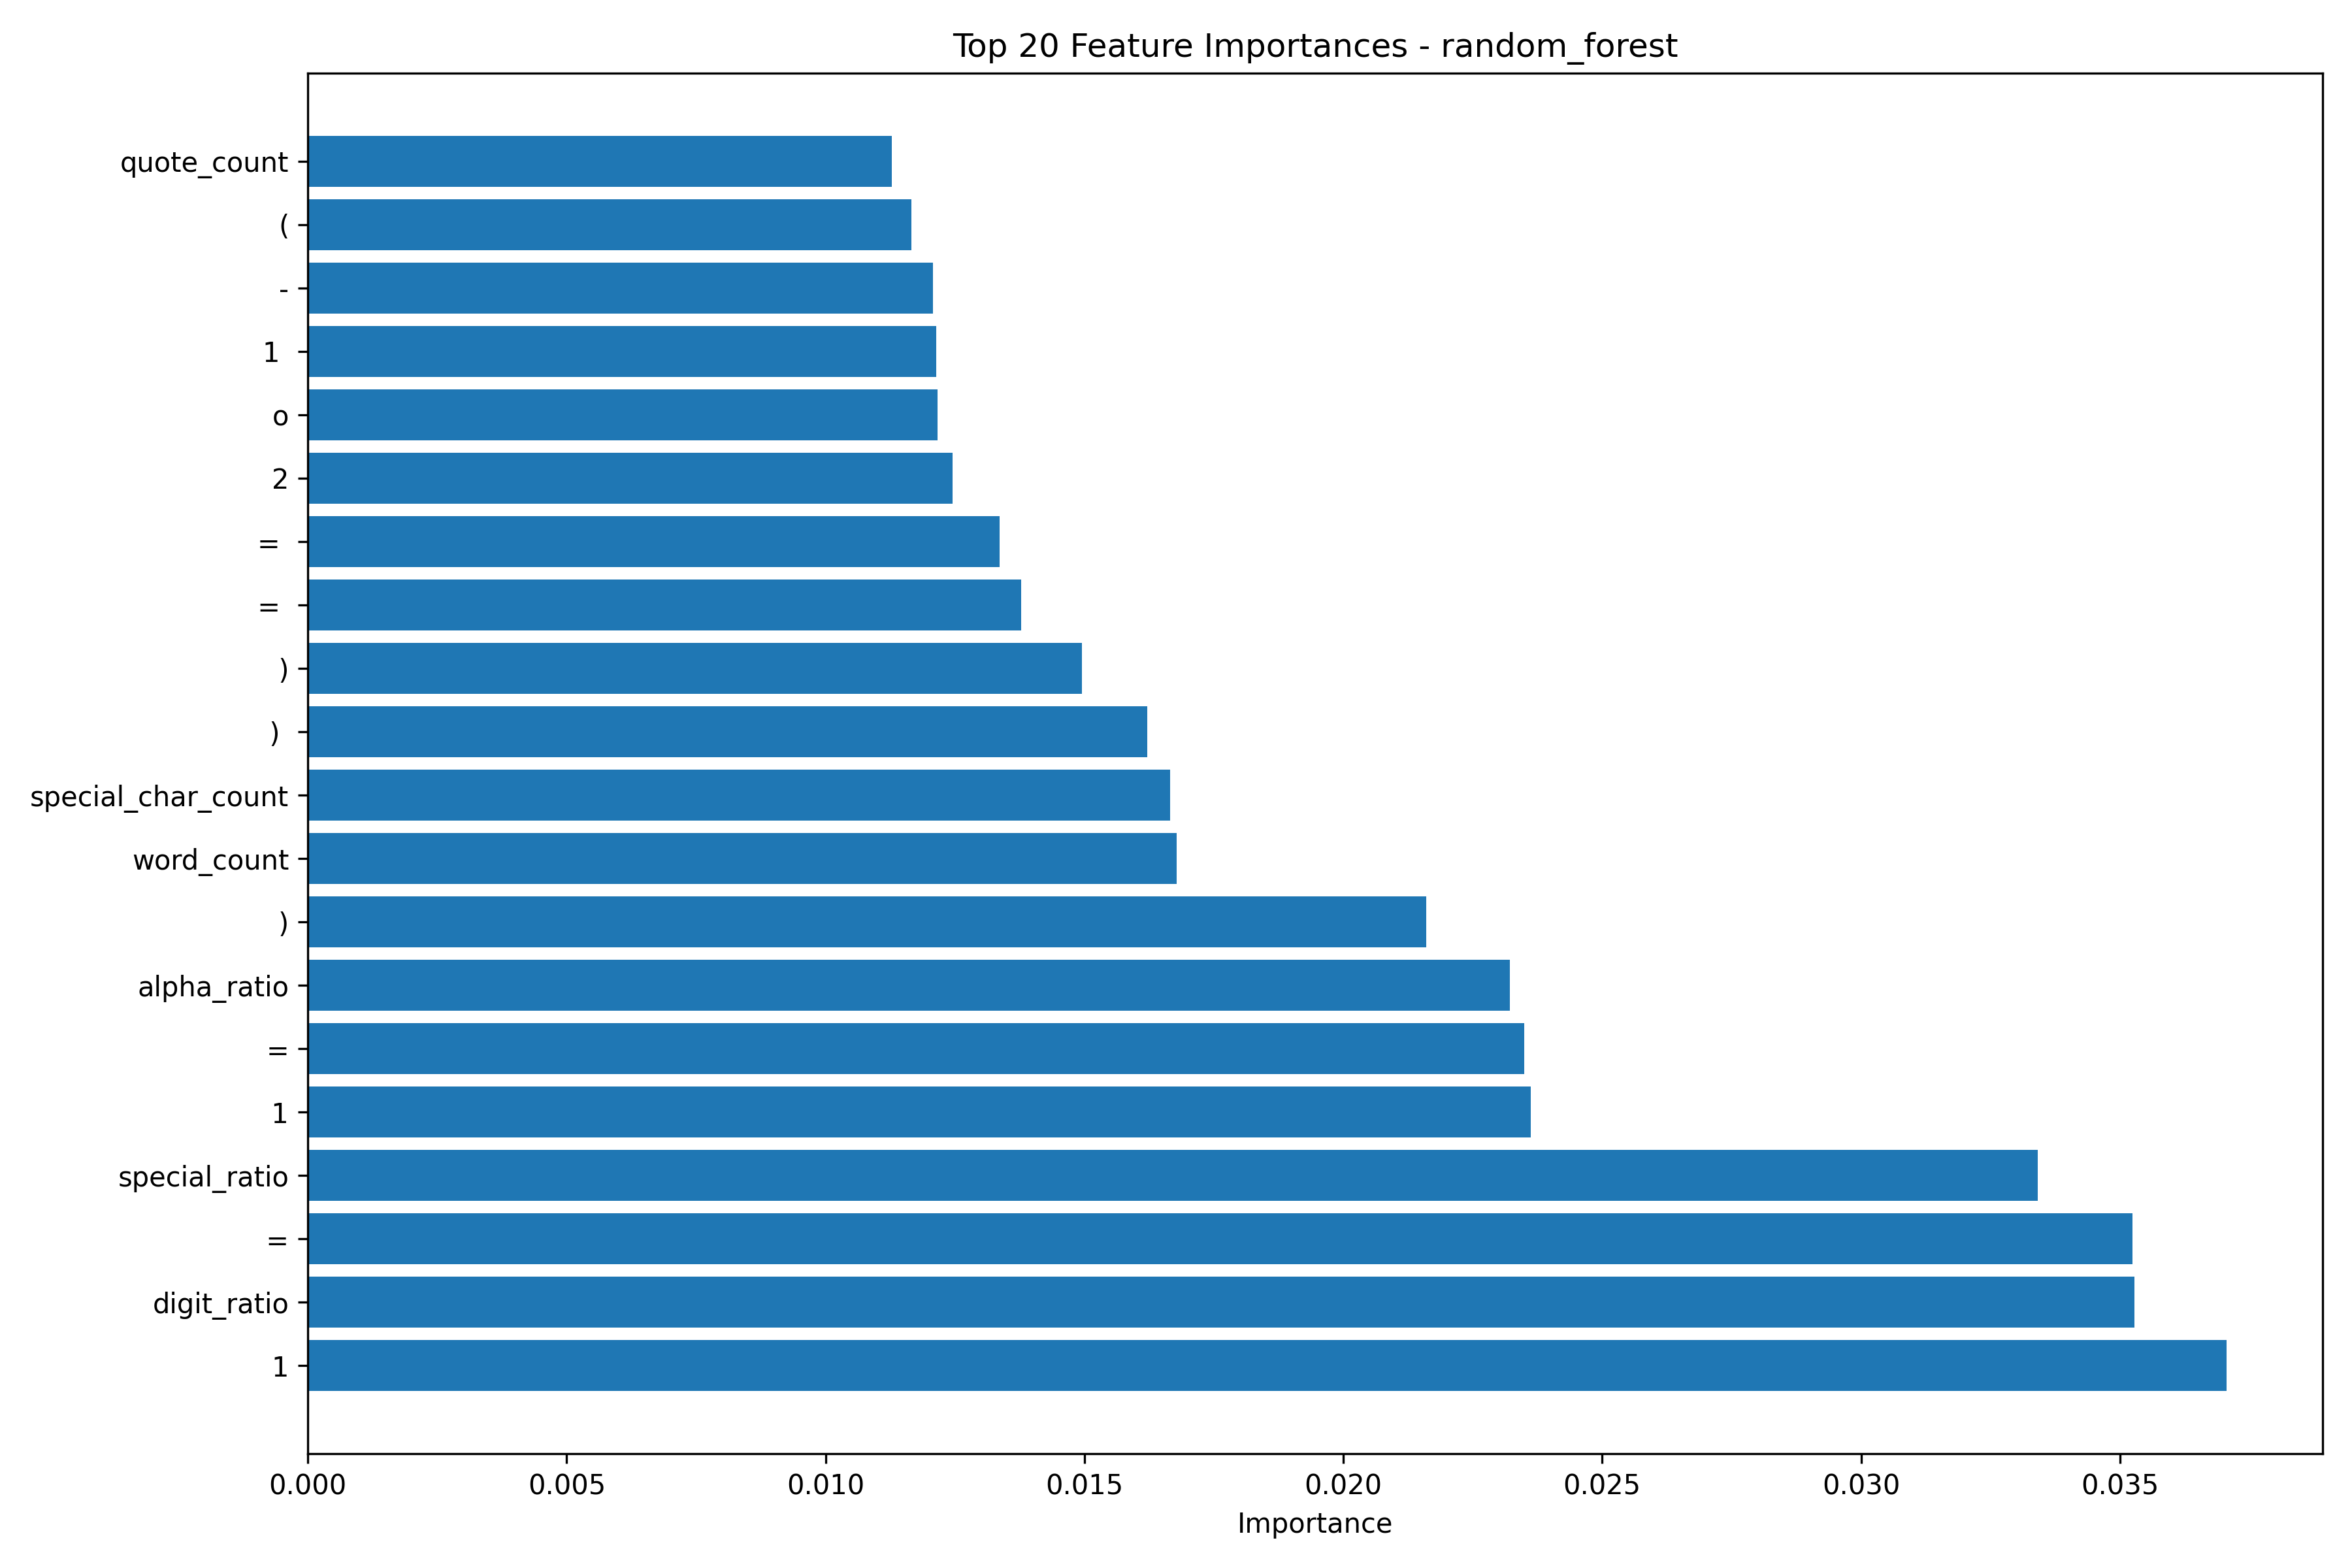 Top 20 Feature Importances - random_forest
quote_count
(
-
1
o
2
=
=
)
)
special_char_count
word_count
)
alpha_ratio
=
1
special_ratio
=
digit_ratio
1
0.000 0.005 0.010 0.015 0.020 0.025 0.030 0.035
Importance